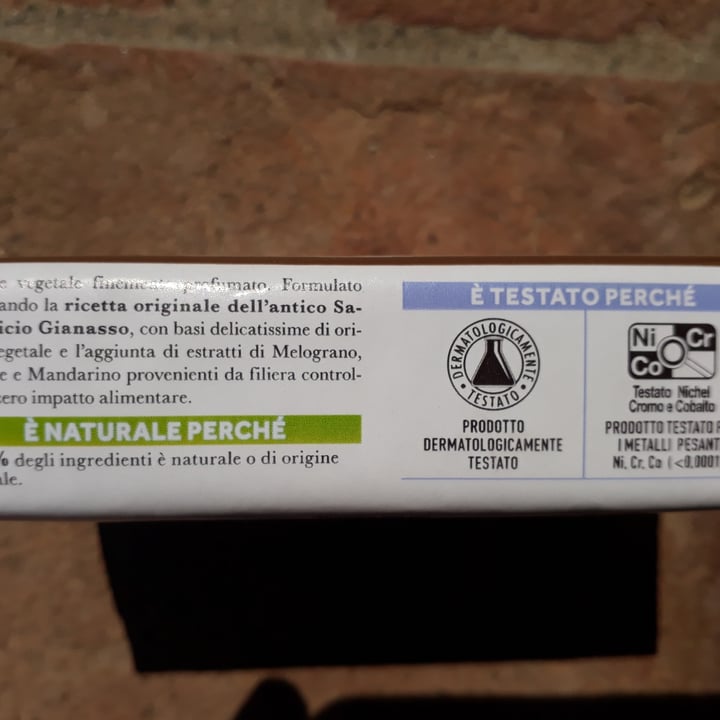 e vegetale finemente profumato. Formulato
ando la ricetta originale dell'antico Sa-
icio Gianasso, con basi delicatissime di ori-
egetale e l'aggiunta di estratti di Melograno,
e e Mandarino provenienti da filiera control-
ero impatto alimentare.
È NATURALE PERCHÉ
% degli ingredienti è naturale o di origine
ale.
È TESTATO PERCHÉ
DERMATOLOGICAMENTE
• TESTATO •
PRODOTTO
DERMATOLOGICAMENTE
TESTATO
Ni Cr
Co
Testato Nichel
Cromo e Cobalto
PRODOTTO TESTATO P
I METALLI PESANT
Ni, Cr, Co (<0,0001